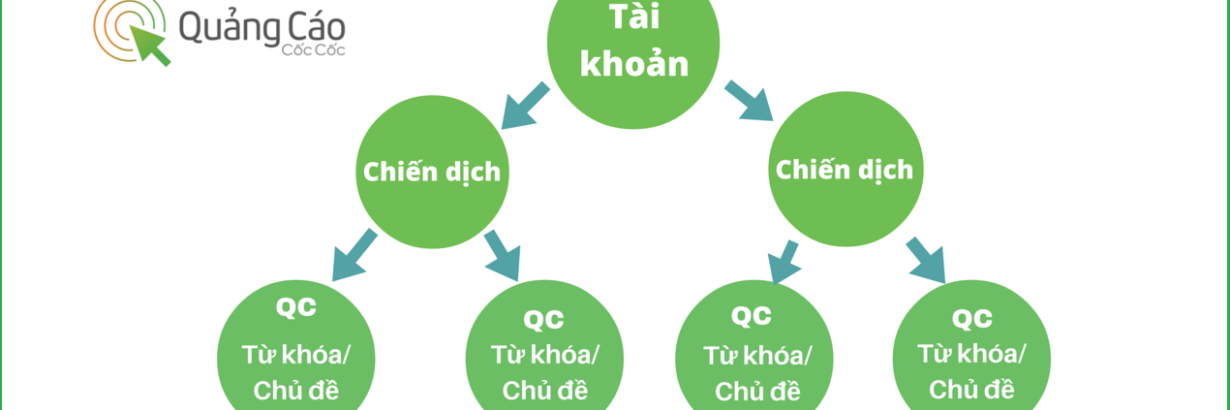 Quảng Cáo
Cốc Cốc
Tài
khoản
Chiến dịch
Chiến dịch
QC
Từ khóa/
Chủ đề
QC
Từ khóa/
Chủ đề
QC
Từ khóa/
Chủ đề
QC
Từ khóa/
Chủ đề